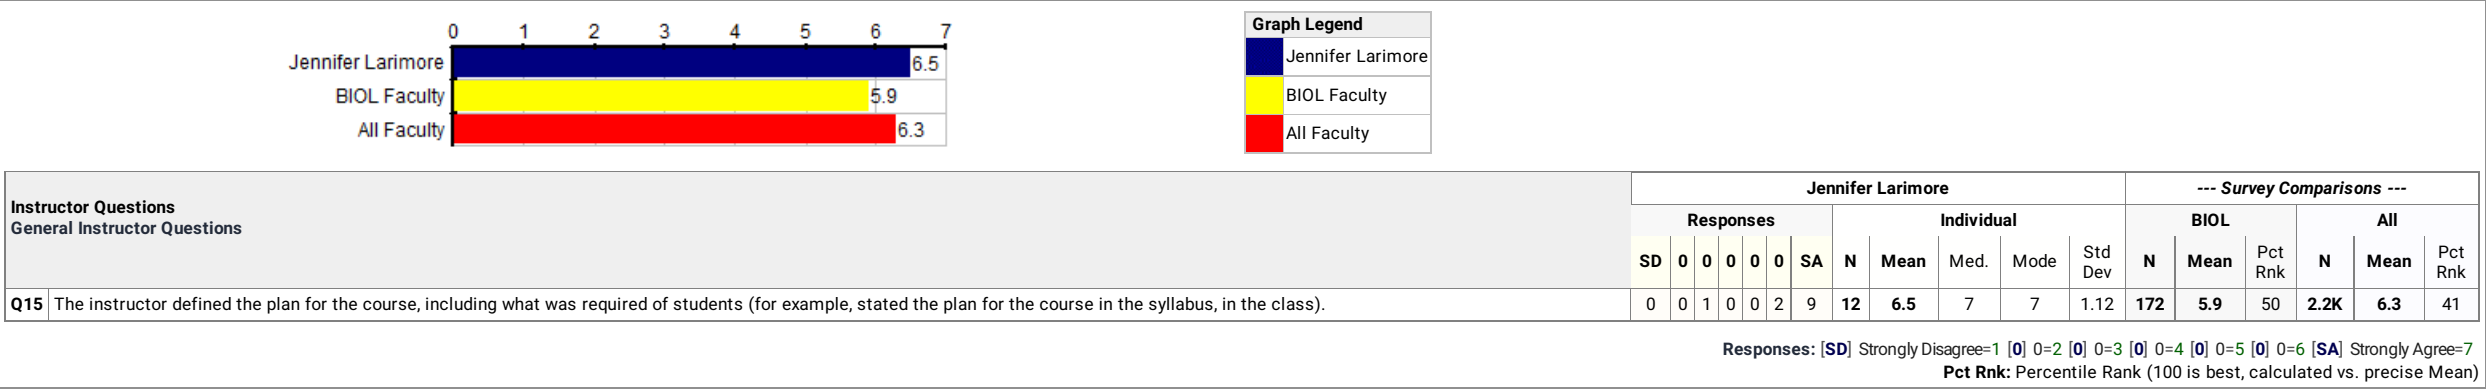 0 1 2 3 4 5 6 7
Jennifer Larimore 6.5
BIOL Faculty 5.9
All Faculty 6.3
Graph Legend
Jennifer Larimore
BIOL Faculty
All Faculty
Instructor Questions
General Instructor Questions
Jennifer Larimore --- Survey Comparisons ---
Responses Individual BIOL All
SD 0 0 0 0 0 SA N Mean Med. Mode Std Dev N Mean Pct Rnk N Mean Pct Rnk
Q15 The instructor defined the plan for the course, including what was required of students (for example, stated the plan for the course in the syllabus, in the class). 0 0 1 0 0 2 9 12 6.5 7 7 1.12 172 5.9 50 2.2K 6.3 41
Responses: [SD] Strongly Disagree=1 [0] 0=2 [0] 0=3 [0] 0=4 [0] 0=5 [0] 0=6 [SA] Strongly Agree=7
Pct Rnk: Percentile Rank (100 is best, calculated vs. precise Mean)